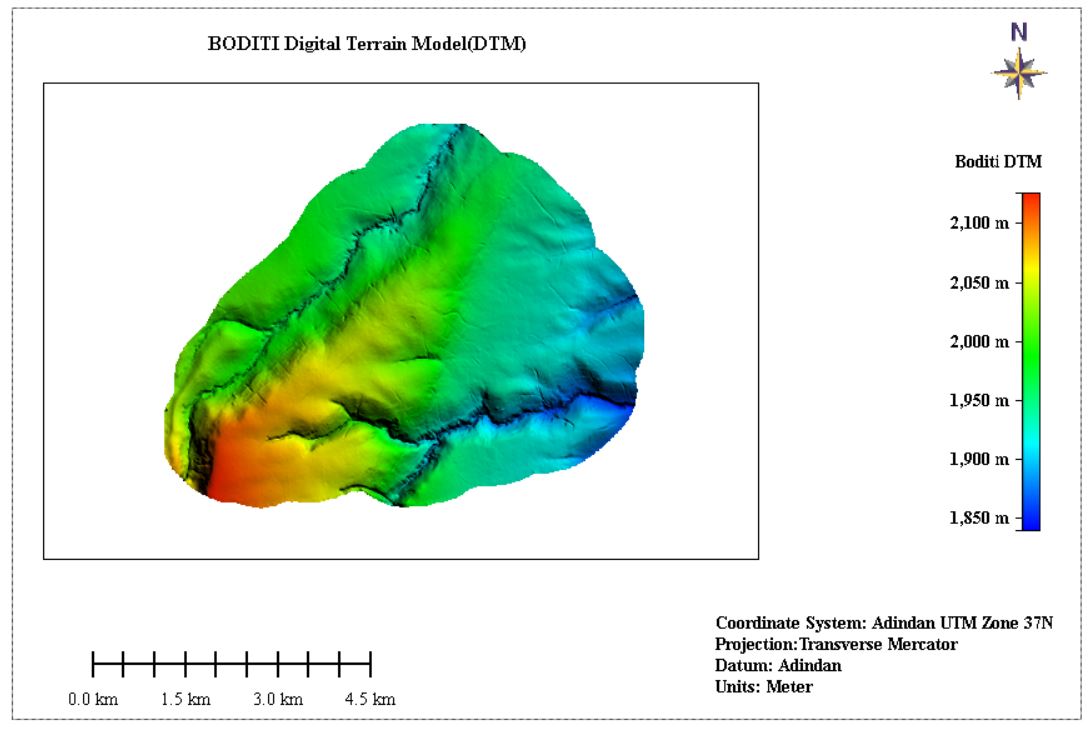 BODITI Digital Terrain Model(DTM)
N
Boditi DTM
2,100 m
2,050 m
2,000 m
1,950 m
1,900 m
1,850 m
0.0 km 1.5 km 3.0 km 4.5 km
Coordinate System: Adindan UTM Zone 37N
Projection:Transverse Mercator
Datum: Adindan
Units: Meter